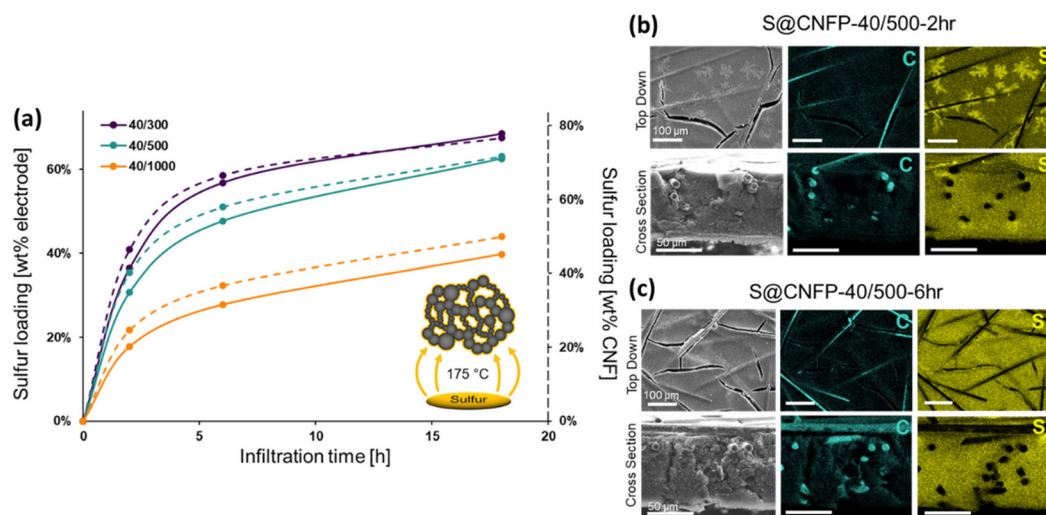 (a)
40/300
40/500
40/1000
60%
40%
20%
0%
80%
60%
40%
20%
0%
0
5
10
15
20
Sulfur loading [wt% electrode]
Infiltration time [h]
Sulfur loading [wt% CNF]
175 °C
Sulfur
(b)
S@CNFP-40/500-2hr
Top Down
100 µm
C
S
Cross Section
50 µm
C
S
(c)
S@CNFP-40/500-6hr
Top Down
100 µm
C
S
Cross Section
50 µm
C
S